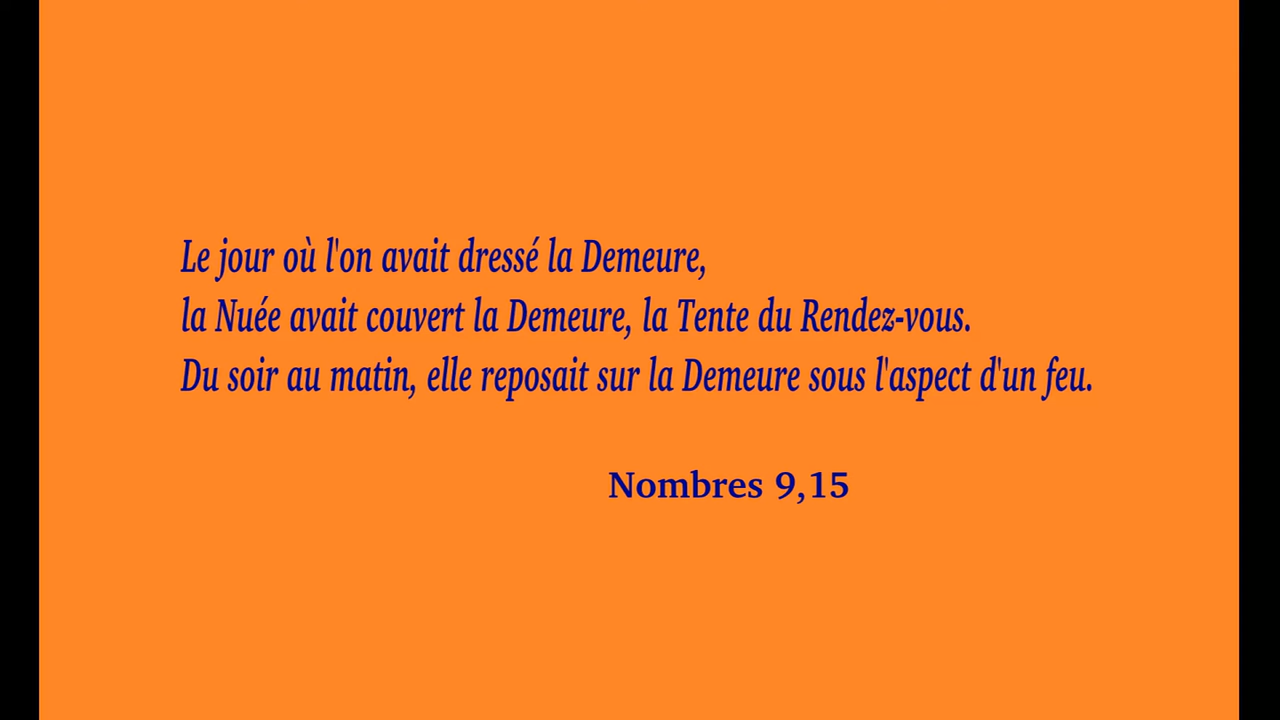 Le jour où l'on avait dressé la Demeure,
la Nuée avait couvert la Demeure, la Tente du Rendez-vous.
Du soir au matin, elle reposait sur la Demeure sous l'aspect d'un feu.
Nombres 9,15